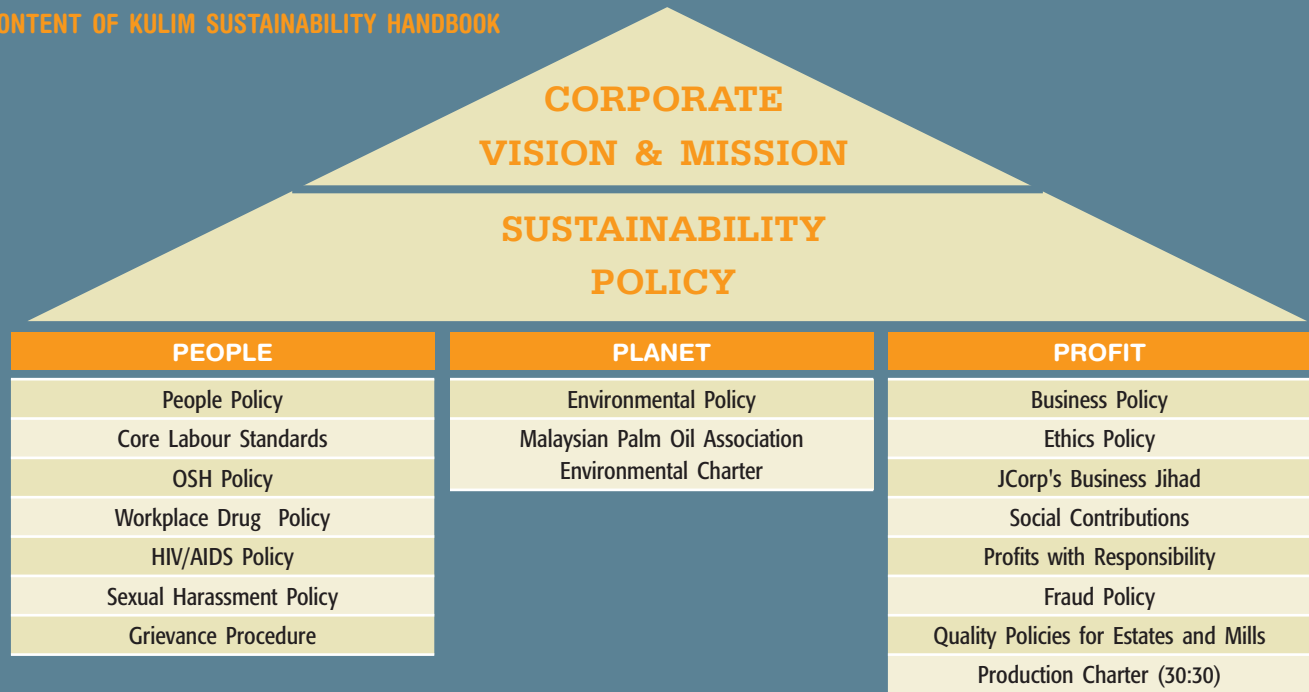 ONTENT OF KULIM SUSTAINABILITY HANDBOOK
CORPORATE
VISION & MISSION
SUSTAINABILITY
POLICY
PEOPLE
People Policy
Core Labour Standards
OSH Policy
Workplace Drug Policy
HIV/AIDS Policy
Sexual Harassment Policy
Grievance Procedure
PLANET
Environmental Policy
Malaysian Palm Oil Association
Environmental Charter
PROFIT
Business Policy
Ethics Policy
JCorp's Business Jihad
Social Contributions
Profits with Responsibility
Fraud Policy
Quality Policies for Estates and Mills
Production Charter (30:30)